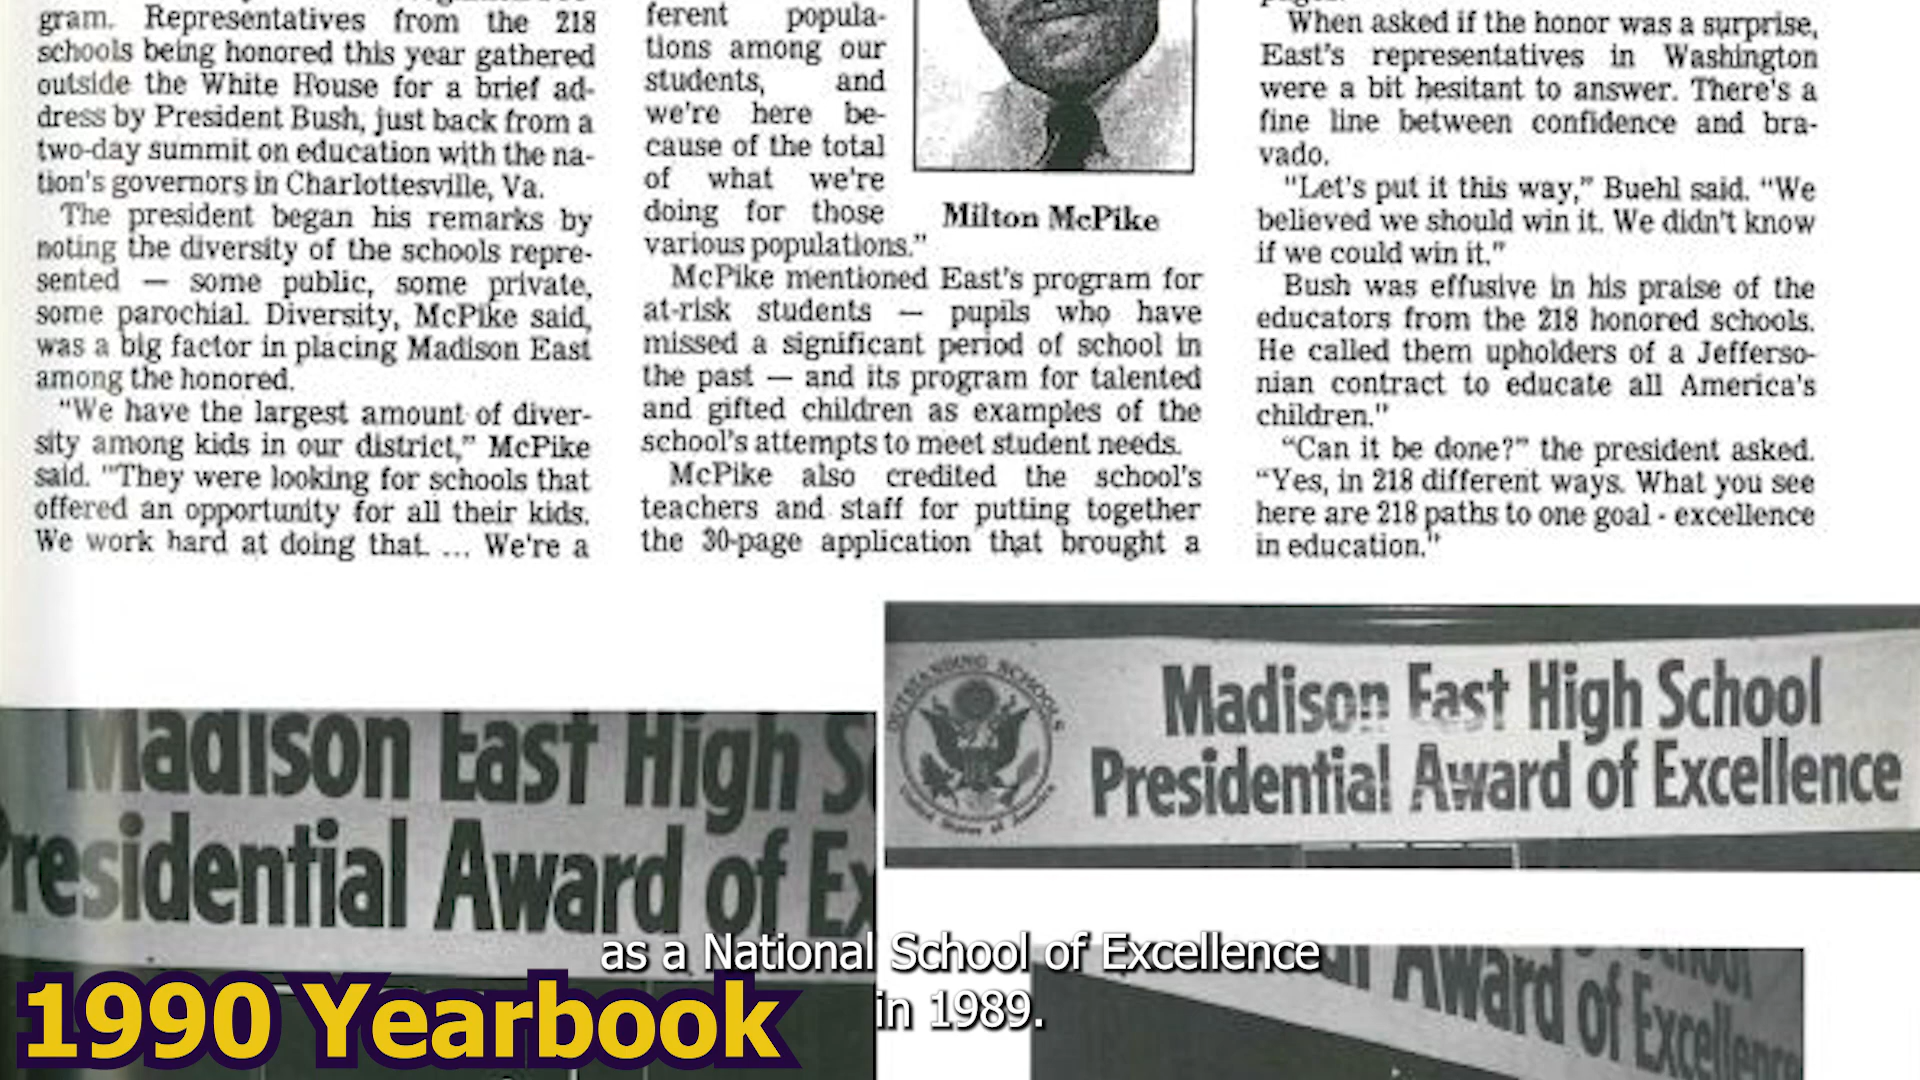 gram. Representatives from the 218
schools being honored this year gathered
outside the White House for a brief ad-
dress by President Bush, just back from a
two-day summit on education with the na-
tion's governors in Charlottesville, Va.
The president began his remarks by
noting the diversity of the schools repre-
sented — some public, some private,
some parochial. Diversity, McPike said,
was a big factor in placing Madison East
among the honored.
"We have the largest amount of diver-
sity among kids in our district," McPike
said. "They were looking for schools that
offered an opportunity for all their kids.
We work hard at doing that. ... We're a
ferent popula-
tions among our
students, and
we're here be-
cause of the total
of what we're
doing for those
various populations."
Milton McPike
McPike mentioned East's program for
at-risk students — pupils who have
missed a significant period of school in
the past — and its program for talented
and gifted children as examples of the
school's attempts to meet student needs.
McPike also credited the school's
teachers and staff for putting together
the 30-page application that brought a
When asked if the honor was a surprise,
East's representatives in Washington
were a bit hesitant to answer. There's a
fine line between confidence and bra-
vado.
"Let's put it this way," Buehl said. "We
believed we should win it. We didn't know
if we could win it."
Bush was effusive in his praise of the
educators from the 218 honored schools.
He called them upholders of a Jefferso-
nian contract to educate all America's
children."
"Can it be done?" the president asked.
"Yes, in 218 different ways. What you see
here are 218 paths to one goal - excellence
in education."
OUTSTANDING SCHOOLS
United States of America
Madison East High School
Presidential Award of Excellence
Madison East High S
Presidential Award of Ex
Award of Excellence
as a National School of Excellence
in 1989.
1990 Yearbook